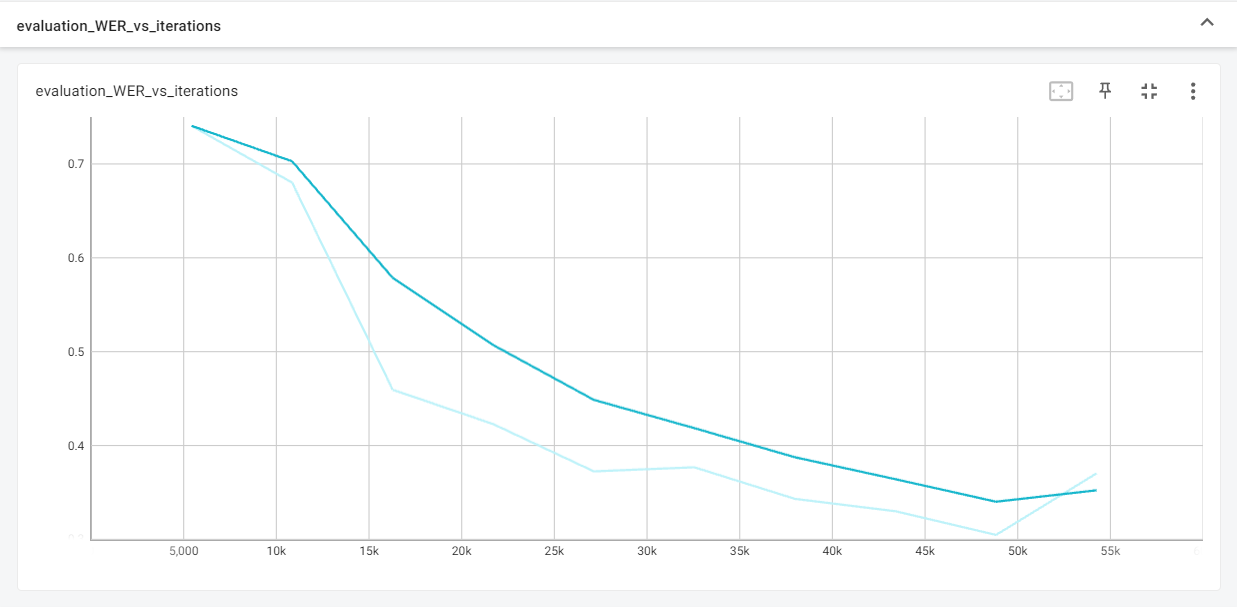 evaluation_WER_vs_iterations
evaluation_WER_vs_iterations
0.7
0.6
0.5
0.4
5,000 10k 15k 20k 25k 30k 35k 40k 45k 50k 55k